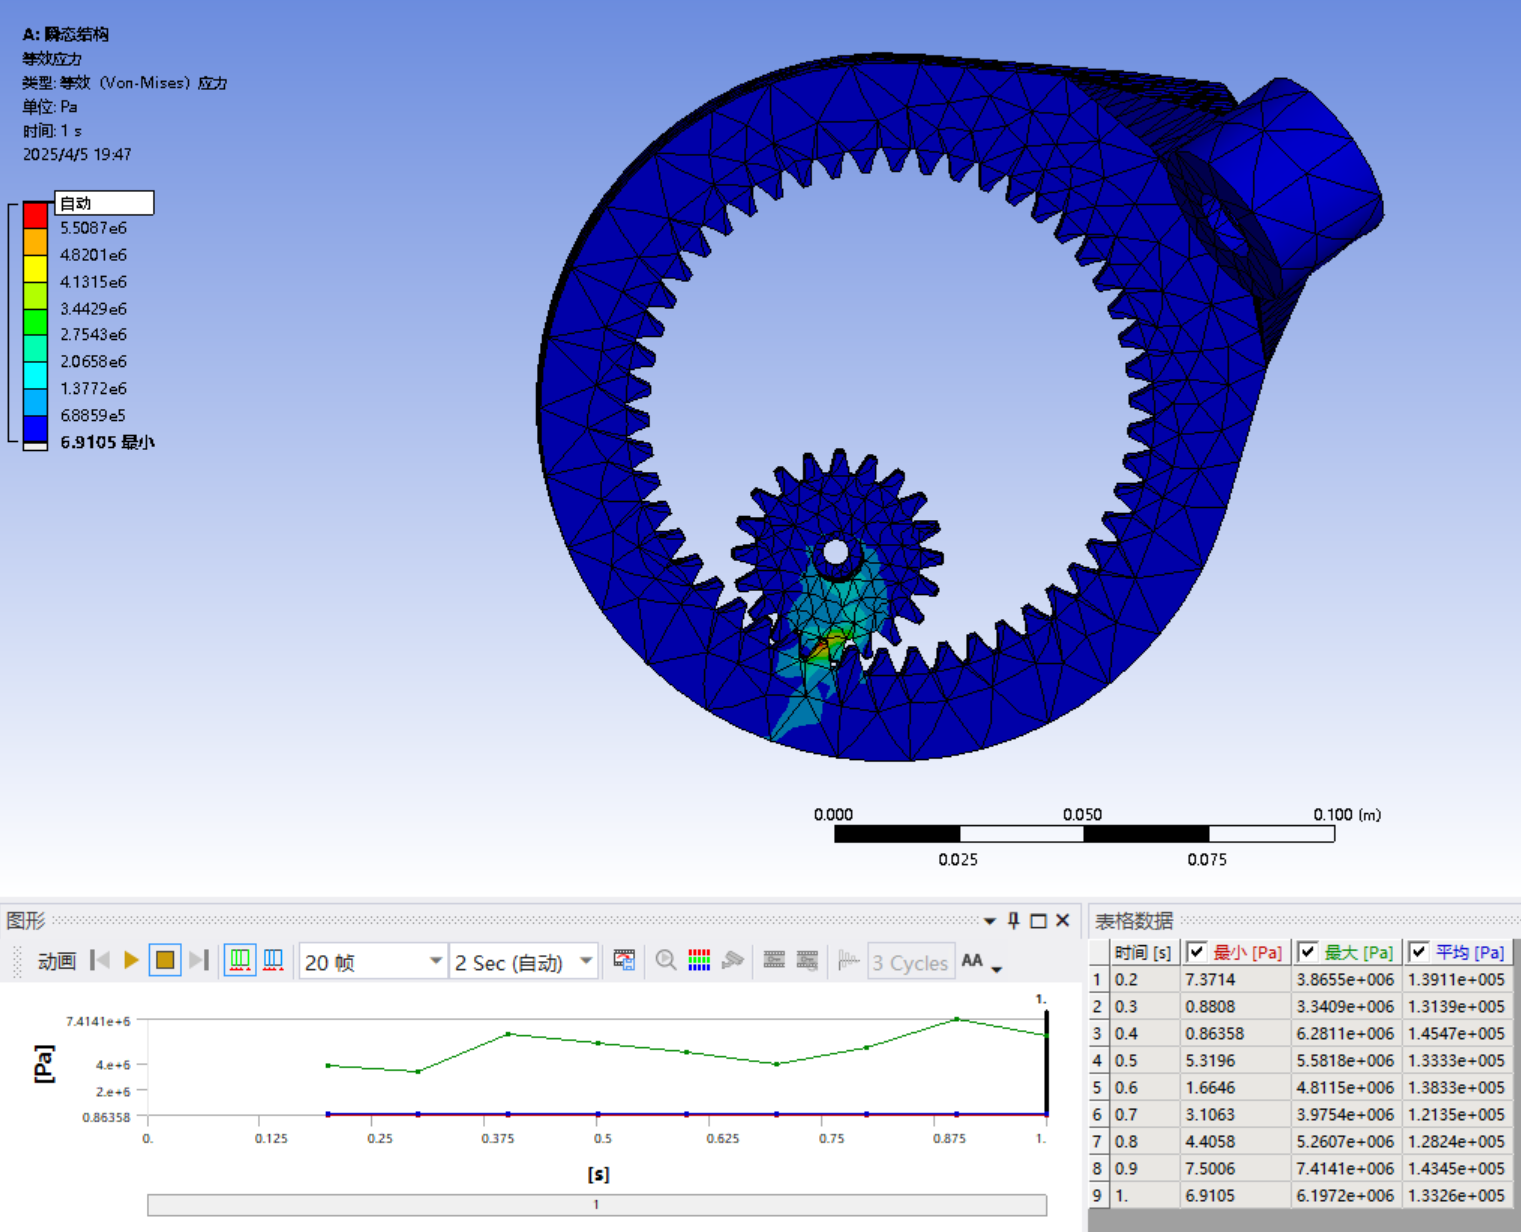 A: 瞬态结构
等效应力
类型: 等效（Von-Mises）应力
单位: Pa
时间: 1 s
2025/4/5 19:47
自动
5.5087e6
4.8201e6
4.1315e6
3.4429e6
2.7543e6
2.0658e6
1.3772e6
6.8859e5
6.9105 最小
0.000 0.050 0.100 (m)
0.025 0.075
图形
动画 20 帧 2 Sec (自动) 3 Cycles AA
1.
7.4141e+6
4.e+6
2.e+6
0.86358
[Pa]
0. 0.125 0.25 0.375 0.5 0.625 0.75 0.875 1.
[s]
1
表格数据
时间 [s] 最小 [Pa] 最大 [Pa] 平均 [Pa]
1 0.2 7.3714 3.8655e+006 1.3911e+005
2 0.3 0.8808 3.3409e+006 1.3139e+005
3 0.4 0.86358 6.2811e+006 1.4547e+005
4 0.5 5.3196 5.5818e+006 1.3333e+005
5 0.6 1.6646 4.8115e+006 1.3833e+005
6 0.7 3.1063 3.9754e+006 1.2135e+005
7 0.8 4.4058 5.2607e+006 1.2824e+005
8 0.9 7.5006 7.4141e+006 1.4345e+005
9 1. 6.9105 6.1972e+006 1.3326e+005